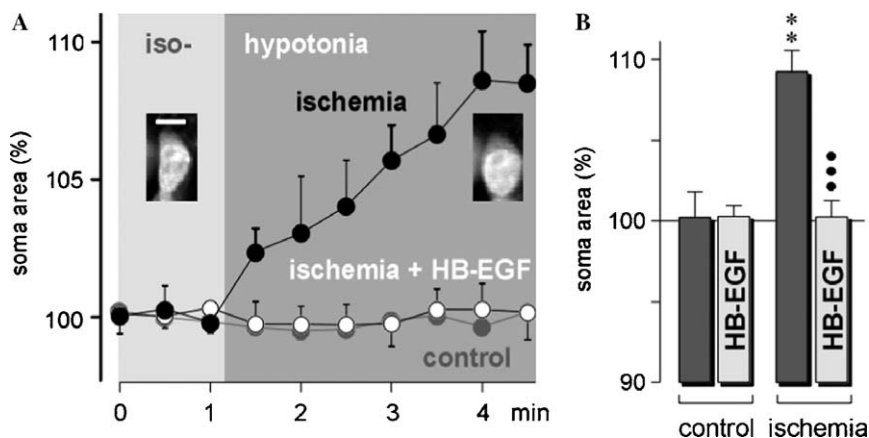 A
soma area (%)
110
105
100
iso-
hypotonia
ischemia
ischemia + HB-EGF
control
0 1 2 3 4 min
B
soma area (%)
110
100
90
**
HB-EGF
HB-EGF
control ischemia